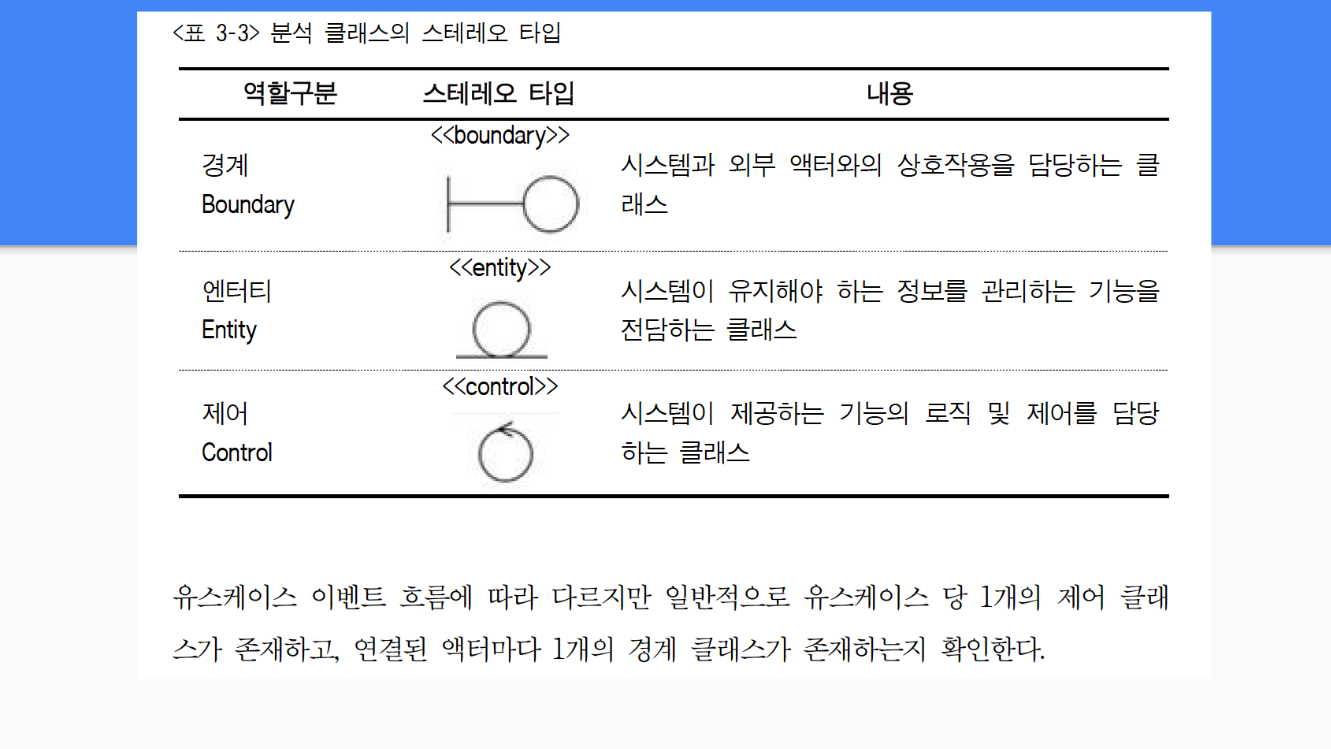 <표 3-3> 분석 클래스의 스테레오 타입
역할구분 스테레오 타입 내용
<<boundary>>
경계
Boundary
시스템과 외부 액터와의 상호작용을 담당하는 클
래스
<<entity>>
엔터티
Entity
시스템이 유지해야 하는 정보를 관리하는 기능을
전담하는 클래스
<<control>>
제어
Control
시스템이 제공하는 기능의 로직 및 제어를 담당
하는 클래스
유스케이스 이벤트 흐름에 따라 다르지만 일반적으로 유스케이스 당 1개의 제어 클래
스가 존재하고, 연결된 액터마다 1개의 경계 클래스가 존재하는지 확인한다.